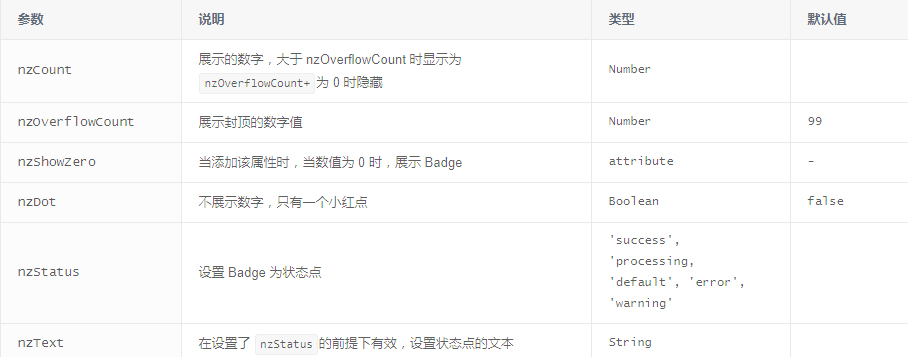 参数 说明 类型 默认值
nzCount 展示的数字，大于 nzOverflowCount 时显示为 nzOverflowCount+ 为 0 时隐藏 Number
nzOverflowCount 展示封顶的数字值 Number 99
nzShowZero 当添加该属性时，当数值为 0 时，展示 Badge attribute -
nzDot 不展示数字，只有一个小红点 Boolean false
nzStatus 设置 Badge 为状态点 'success', 'processing, 'default', 'error', 'warning'
nzText 在设置了 nzStatus 的前提下有效，设置状态点的文本 String